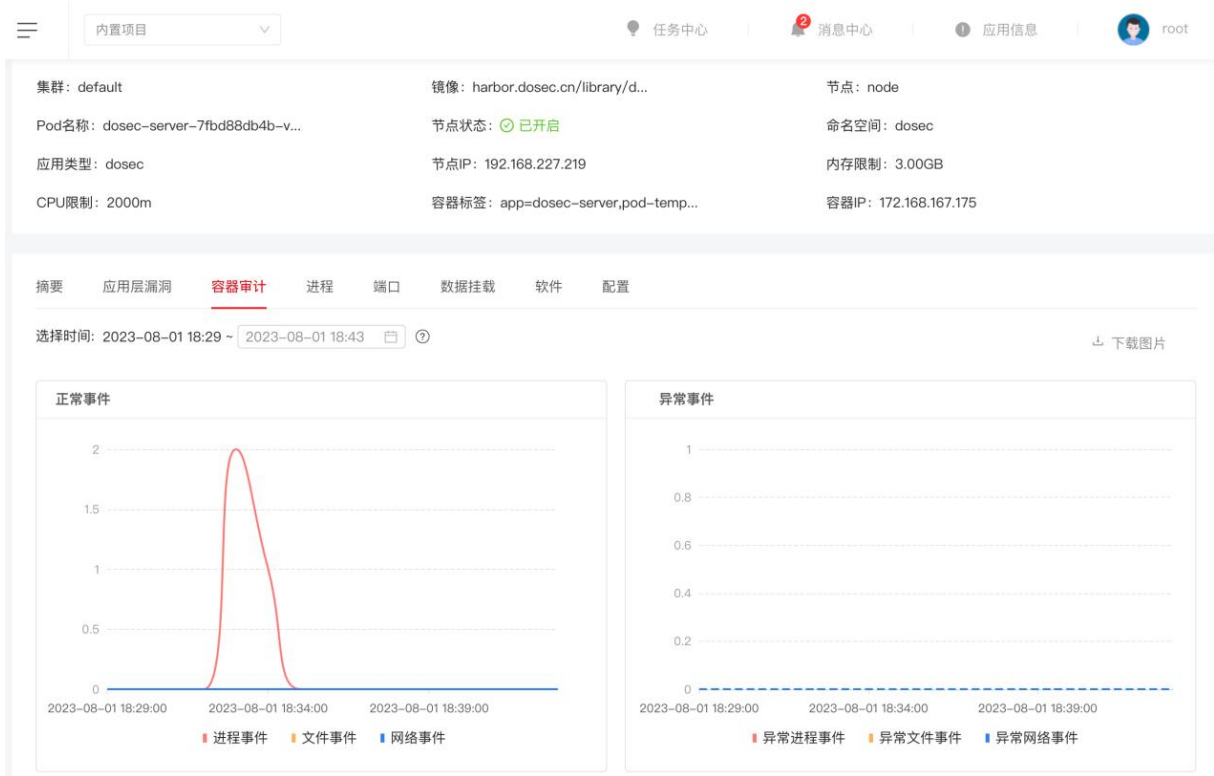 内置项目 任务中心 2 消息中心 应用信息 root
集群：default 镜像：harbor.dosec.cn/library/d... 节点：node
Pod名称：dosec-server-7fbd88db4b-v... 节点状态： 已开启 命名空间：dosec
应用类型：dosec 节点IP：192.168.227.219 内存限制：3.00GB
CPU限制：2000m 容器标签：app=dosec-server,pod-temp... 容器IP：172.168.167.175
摘要 应用层漏洞 容器审计 进程 端口 数据挂载 软件 配置
选择时间: 2023-08-01 18:29 ~ 2023-08-01 18:43 ?
下载图片
正常事件
2
1.5
1
0.5
0
2023-08-01 18:29:00 2023-08-01 18:34:00 2023-08-01 18:39:00
进程事件 文件事件 网络事件
异常事件
1
0.8
0.6
0.4
0.2
0
2023-08-01 18:29:00 2023-08-01 18:34:00 2023-08-01 18:39:00
异常进程事件 异常文件事件 异常网络事件